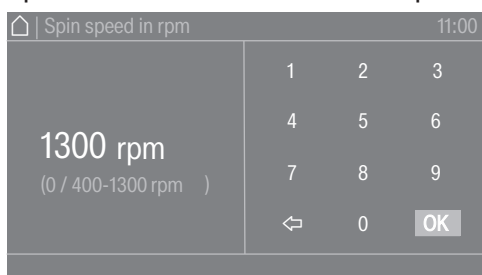 | Spin speed in rpm 11:00
1 2 3
4 5 6
1300 rpm
(0 / 400-1300 rpm )
7 8 9
0 OK